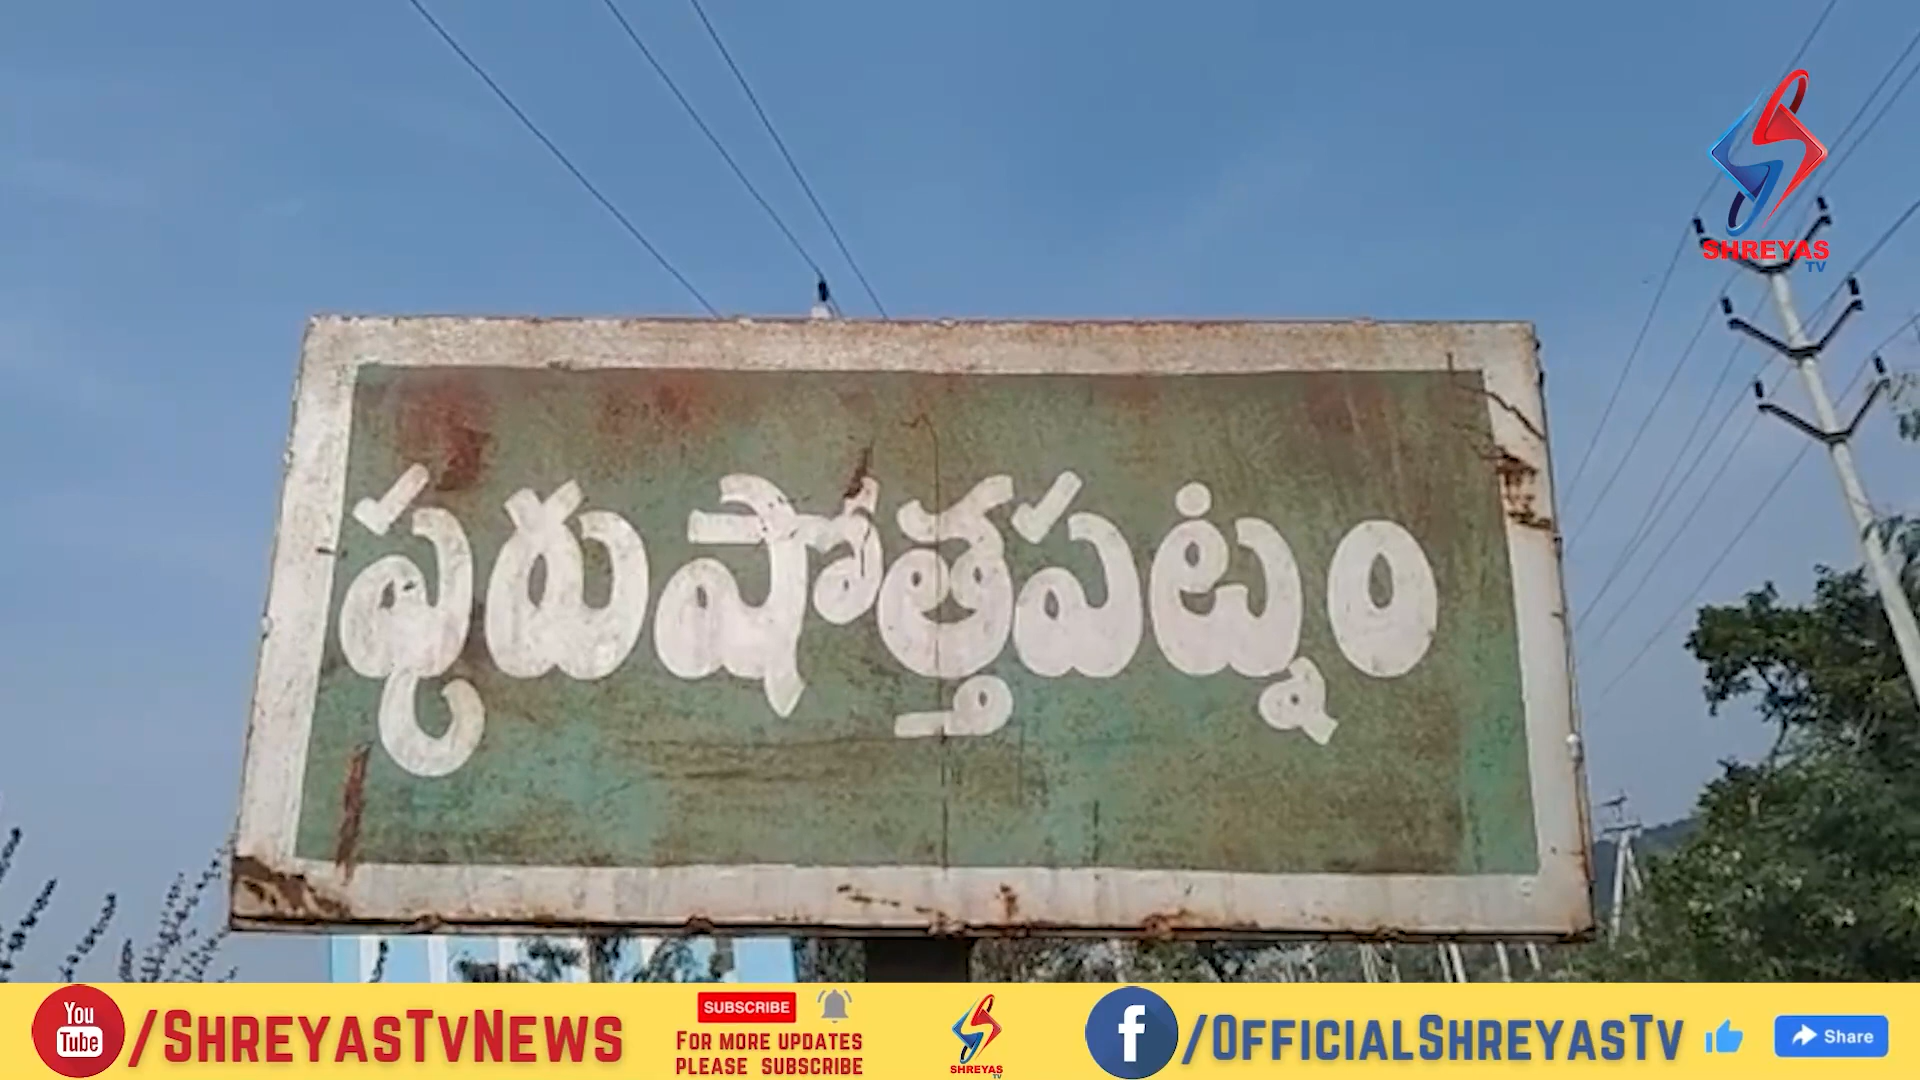 SHREYAS
TV
పురుషోత్తపట్నం
You
Tube
/SHREYASTVNEWS
SUBSCRIBE
FOR MORE UPDATES
PLEASE SUBSCRIBE
SHREYAS
TV
f
/OFFICIALSHREYASTV
Share